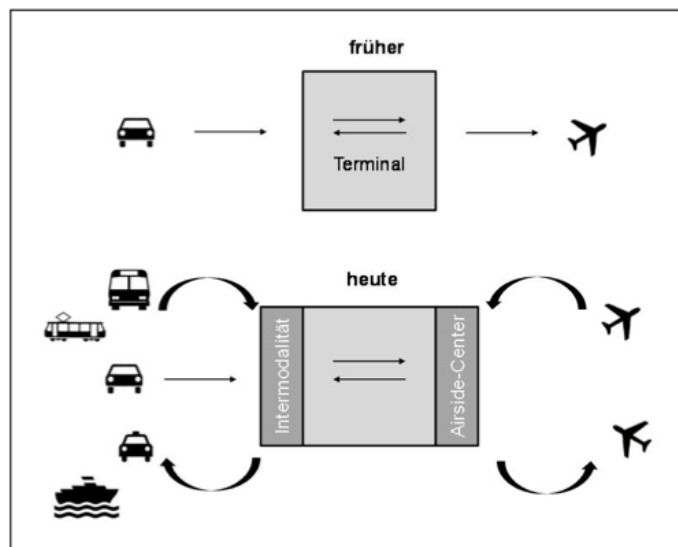 früher
Terminal
heute
Intermodalität
Airside-Center